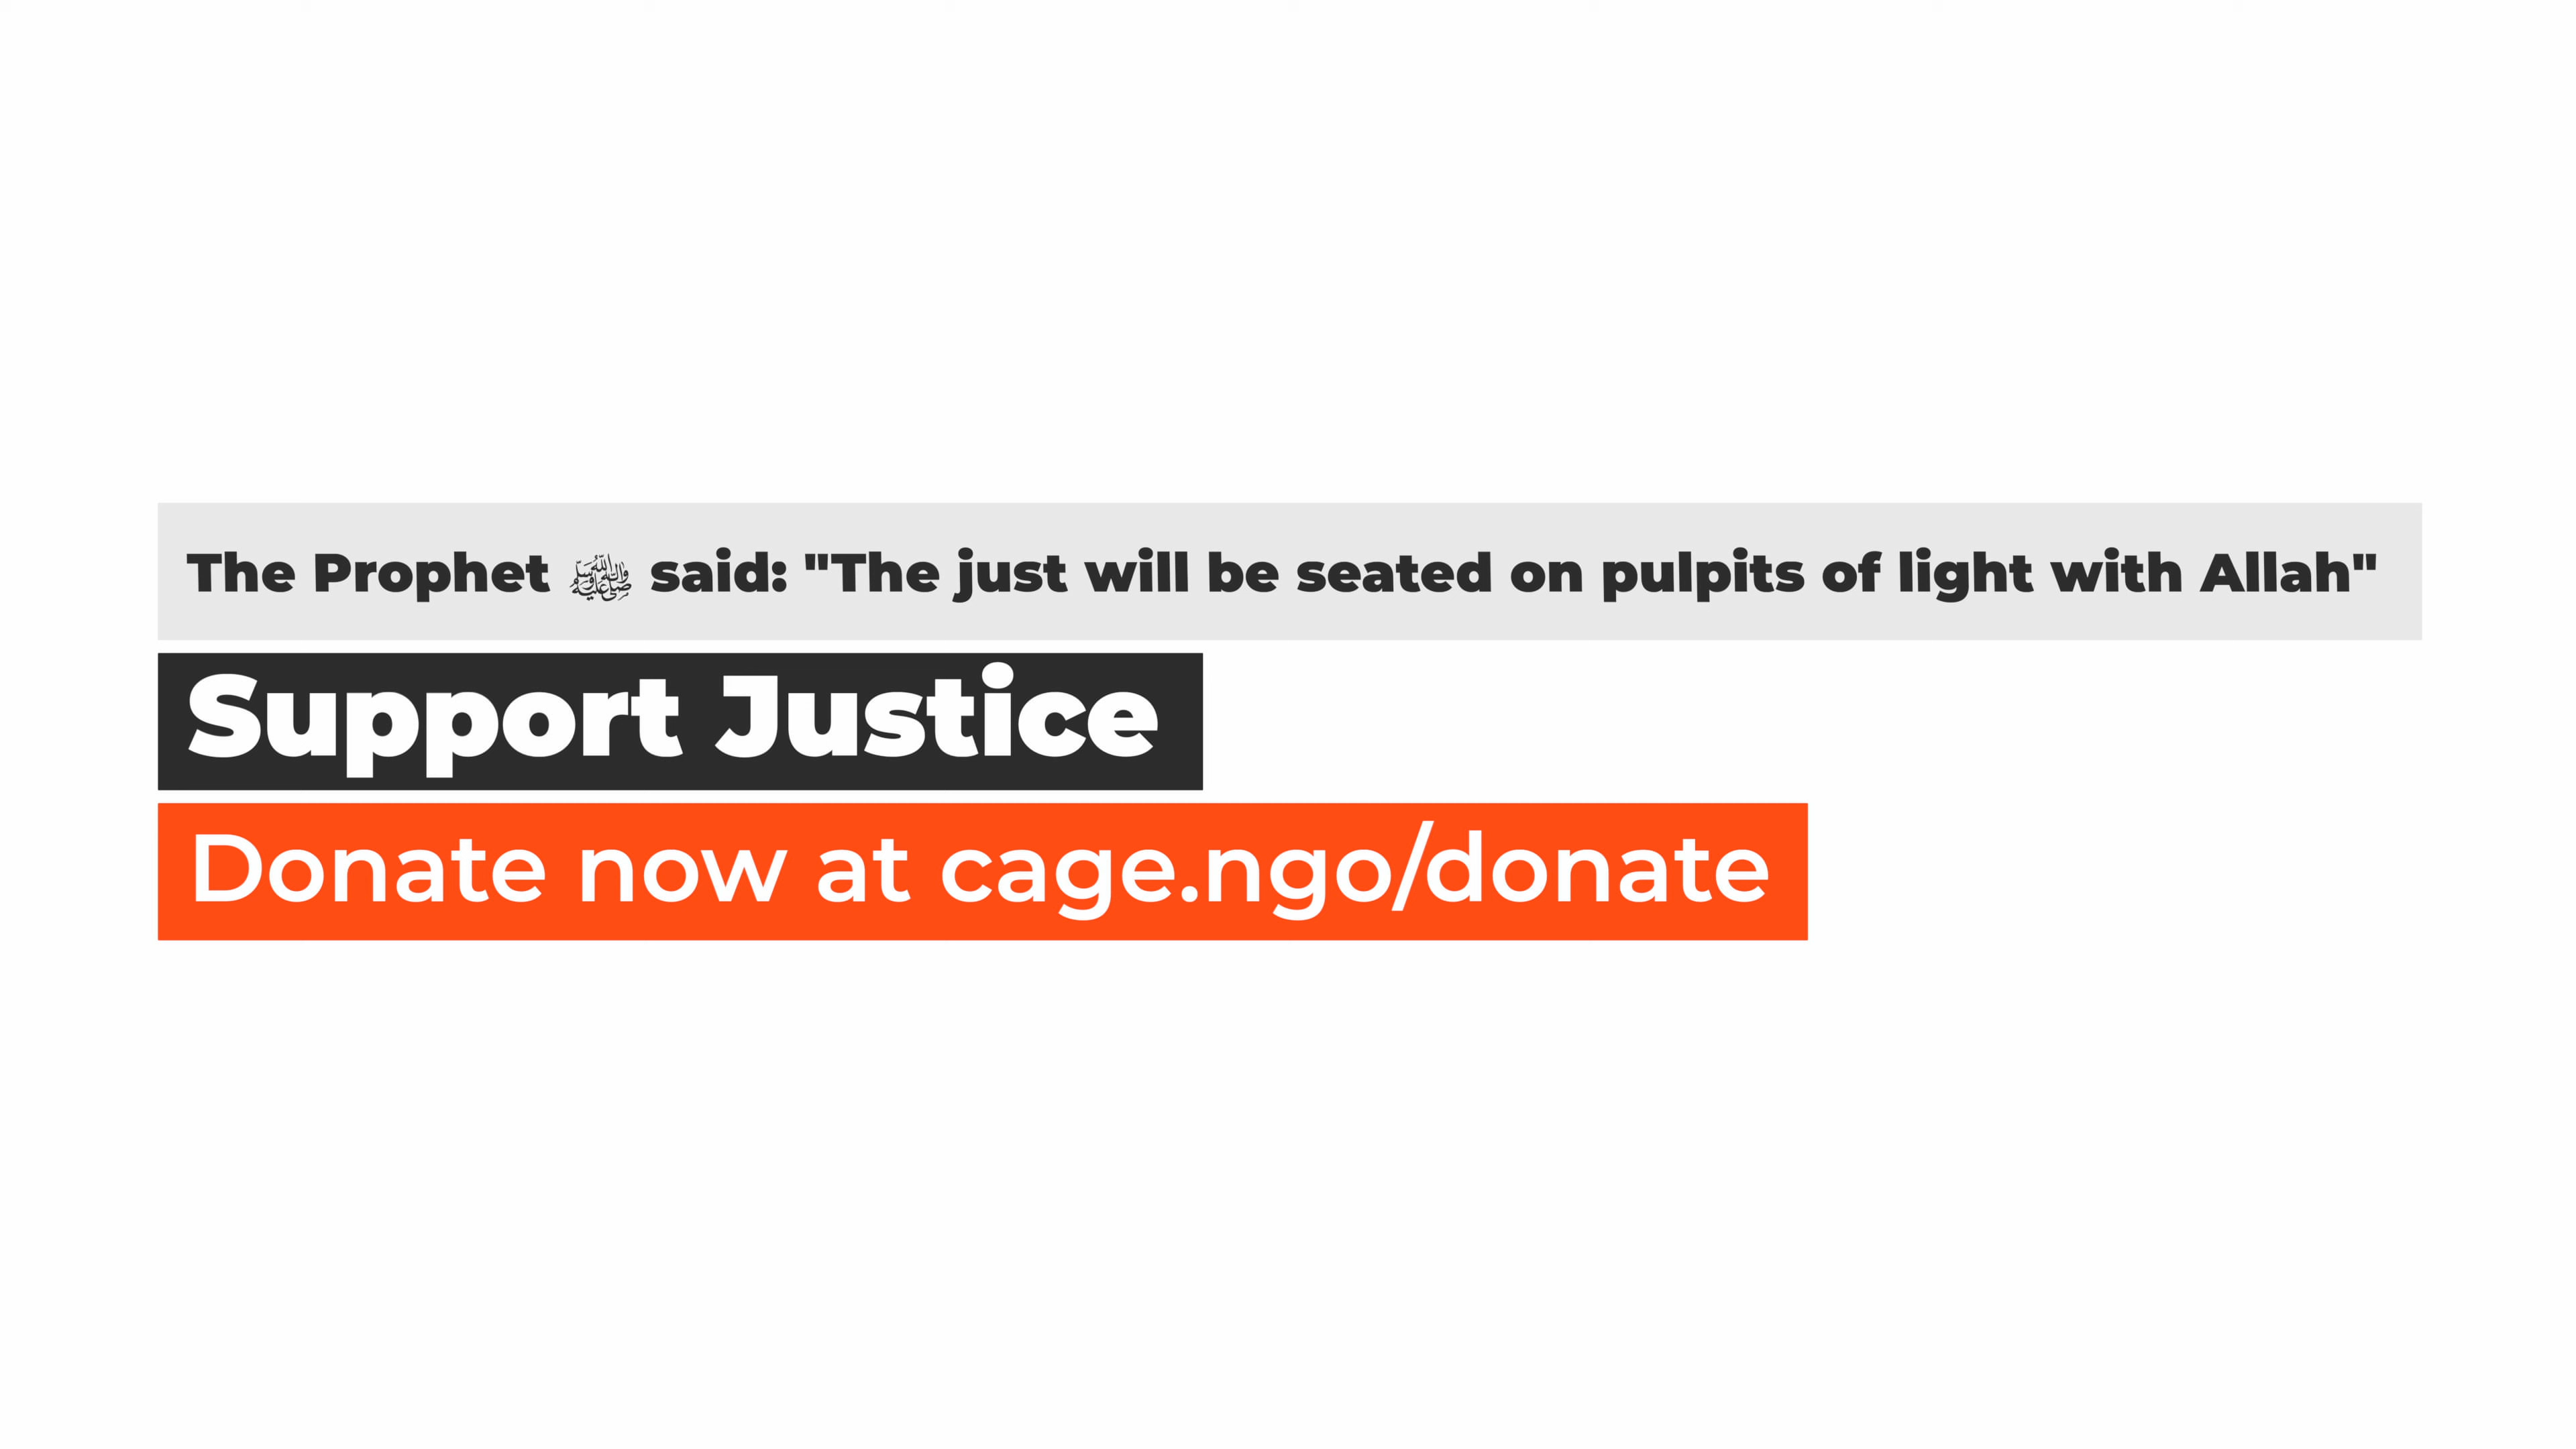 The Prophet ﷺ said: "The just will be seated on pulpits of light with Allah"
Support Justice
Donate now at cage.ngo/donate